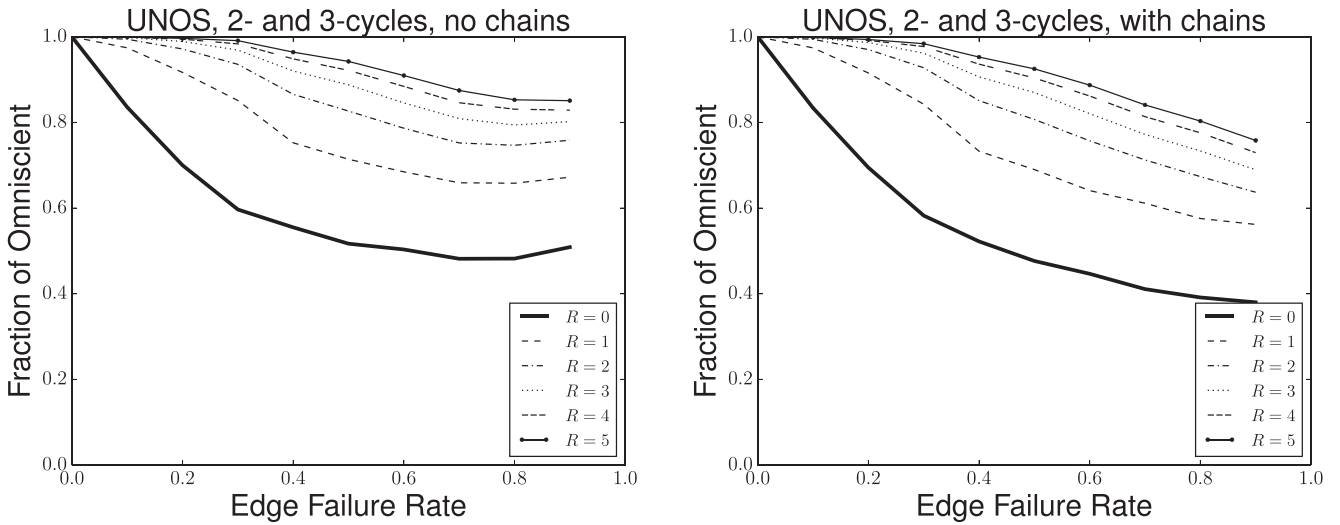 UNOS, 2- and 3-cycles, no chains
Fraction of Omniscient
1.0
0.8
0.6
0.4
0.2
0.0
0.0 0.2 0.4 0.6 0.8 1.0
Edge Failure Rate
R = 0
R = 1
R = 2
R = 3
R = 4
R = 5
UNOS, 2- and 3-cycles, with chains
Fraction of Omniscient
1.0
0.8
0.6
0.4
0.2
0.0
0.0 0.2 0.4 0.6 0.8 1.0
Edge Failure Rate
R = 0
R = 1
R = 2
R = 3
R = 4
R = 5